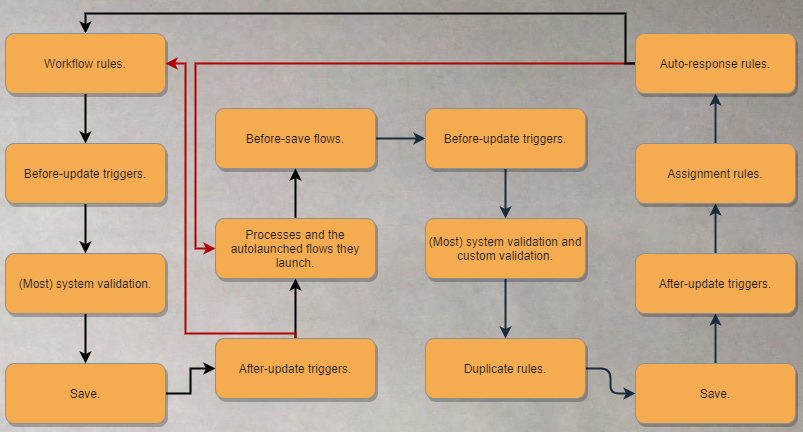 Workflow rules.
Before-update triggers.
(Most) system validation.
Save.
After-update triggers.
Processes and the
autolaunched flows they
launch.
Before-save flows.
Before-update triggers.
(Most) system validation and
custom validation.
Duplicate rules.
Save.
After-update triggers.
Assignment rules.
Auto-response rules.